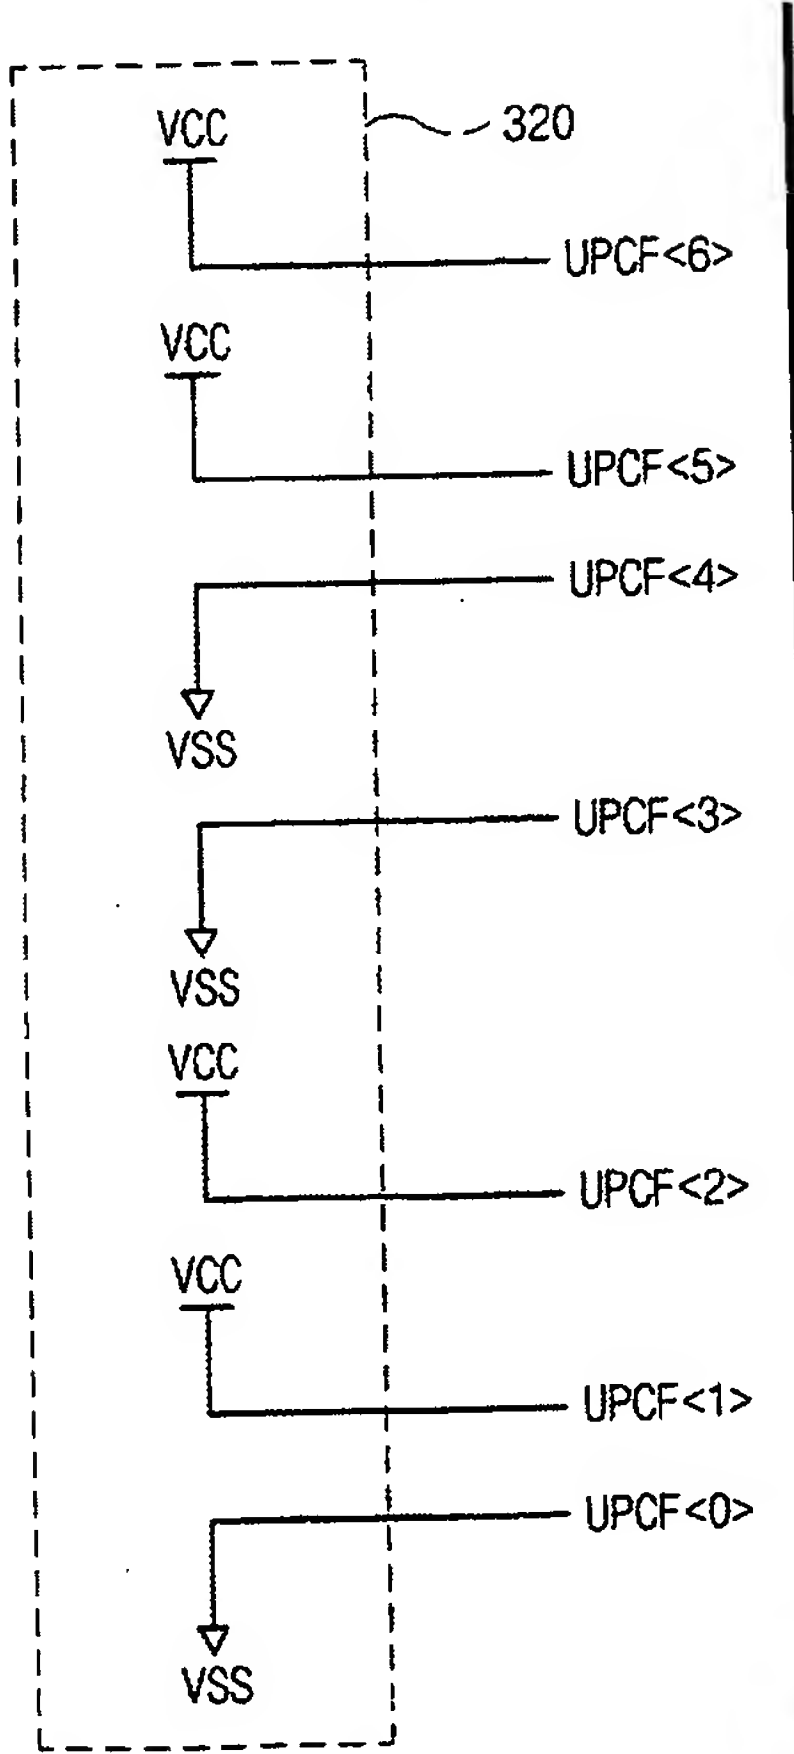 VCC
320
UPCF<6>
VCC
UPCF<5>
UPCF<4>
VSS
UPCF<3>
VSS
VCC
UPCF<2>
VCC
UPCF<1>
UPCF<0>
VSS